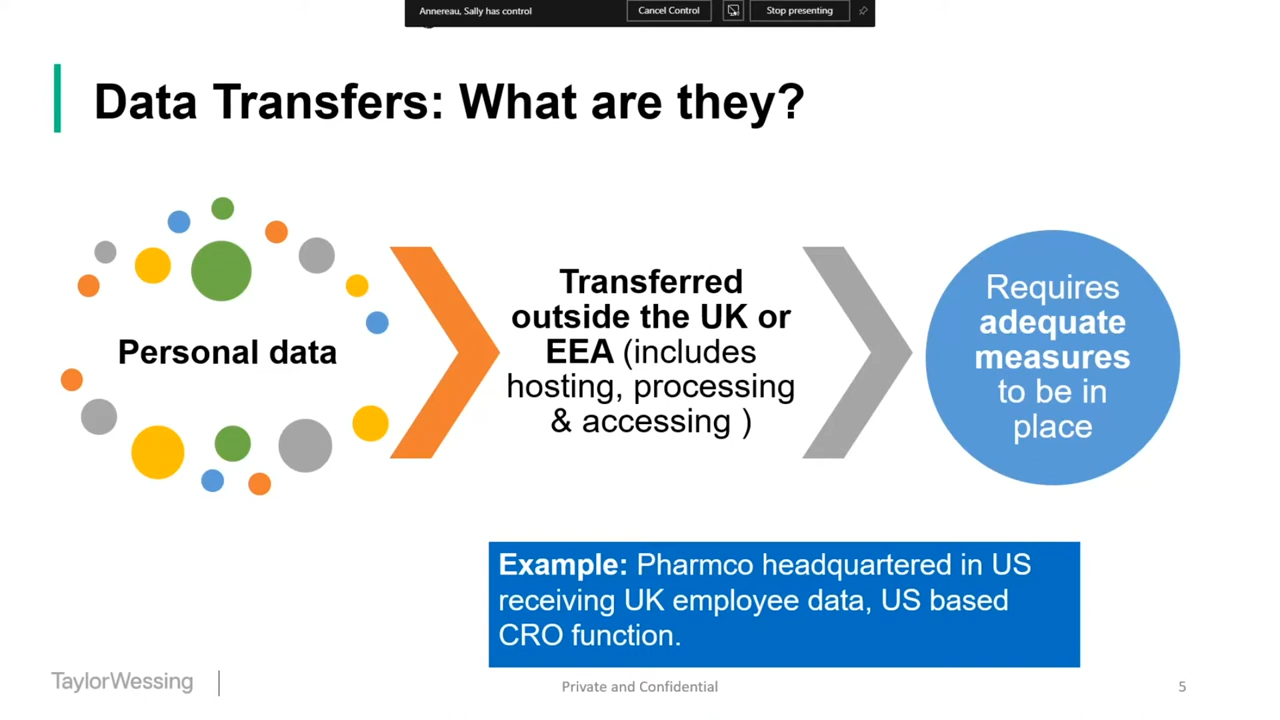 Annereau, Sally has control
Cancel Control
Stop presenting
Data Transfers: What are they?
Personal data
Transferred
outside the UK or
EEA (includes
hosting, processing
& accessing )
Requires
adequate
measures
to be in
place
Example: Pharmco headquartered in US
receiving UK employee data, US based
CRO function.
TaylorWessing
Private and Confidential
5